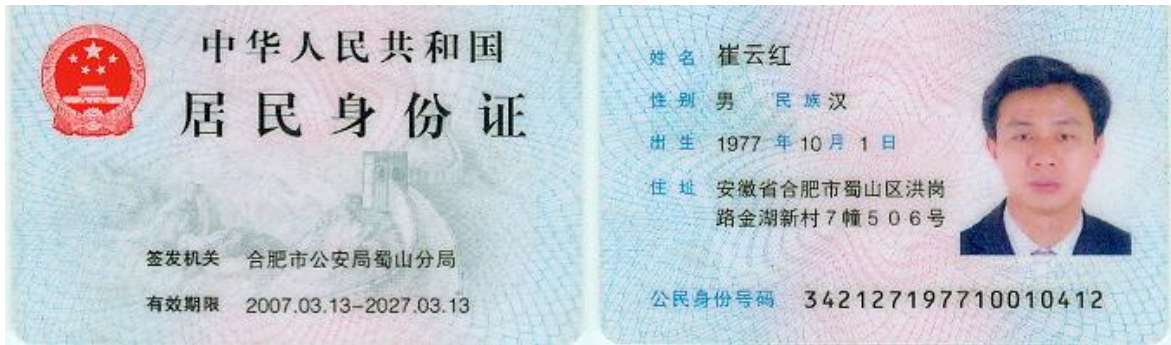 中华人民共和国
居民身份证
签发机关 合肥市公安局蜀山分局
有效期限 2007.03.13-2027.03.13
姓名 崔云红
性别 男 民族 汉
出生 1977 年 10 月 1 日
住址 安徽省合肥市蜀山区洪岗
路金湖新村7幢506号
公民身份号码 342127197710010412